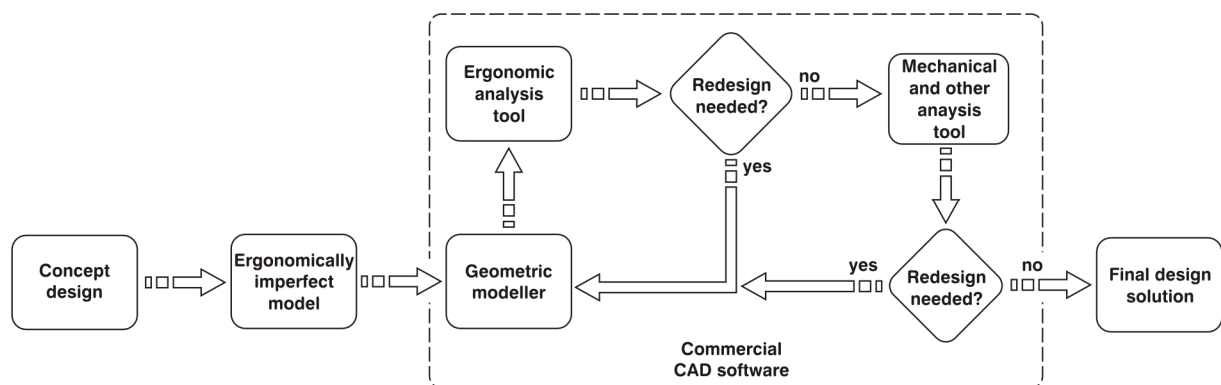 Concept
design
Ergonomically
imperfect
model
Geometric
modeller
Ergonomic
analysis
tool
Redesign
needed?
no
yes
Mechanical
and other
anaysis
tool
Redesign
needed?
yes
no
Final design
solution
Commercial
CAD software